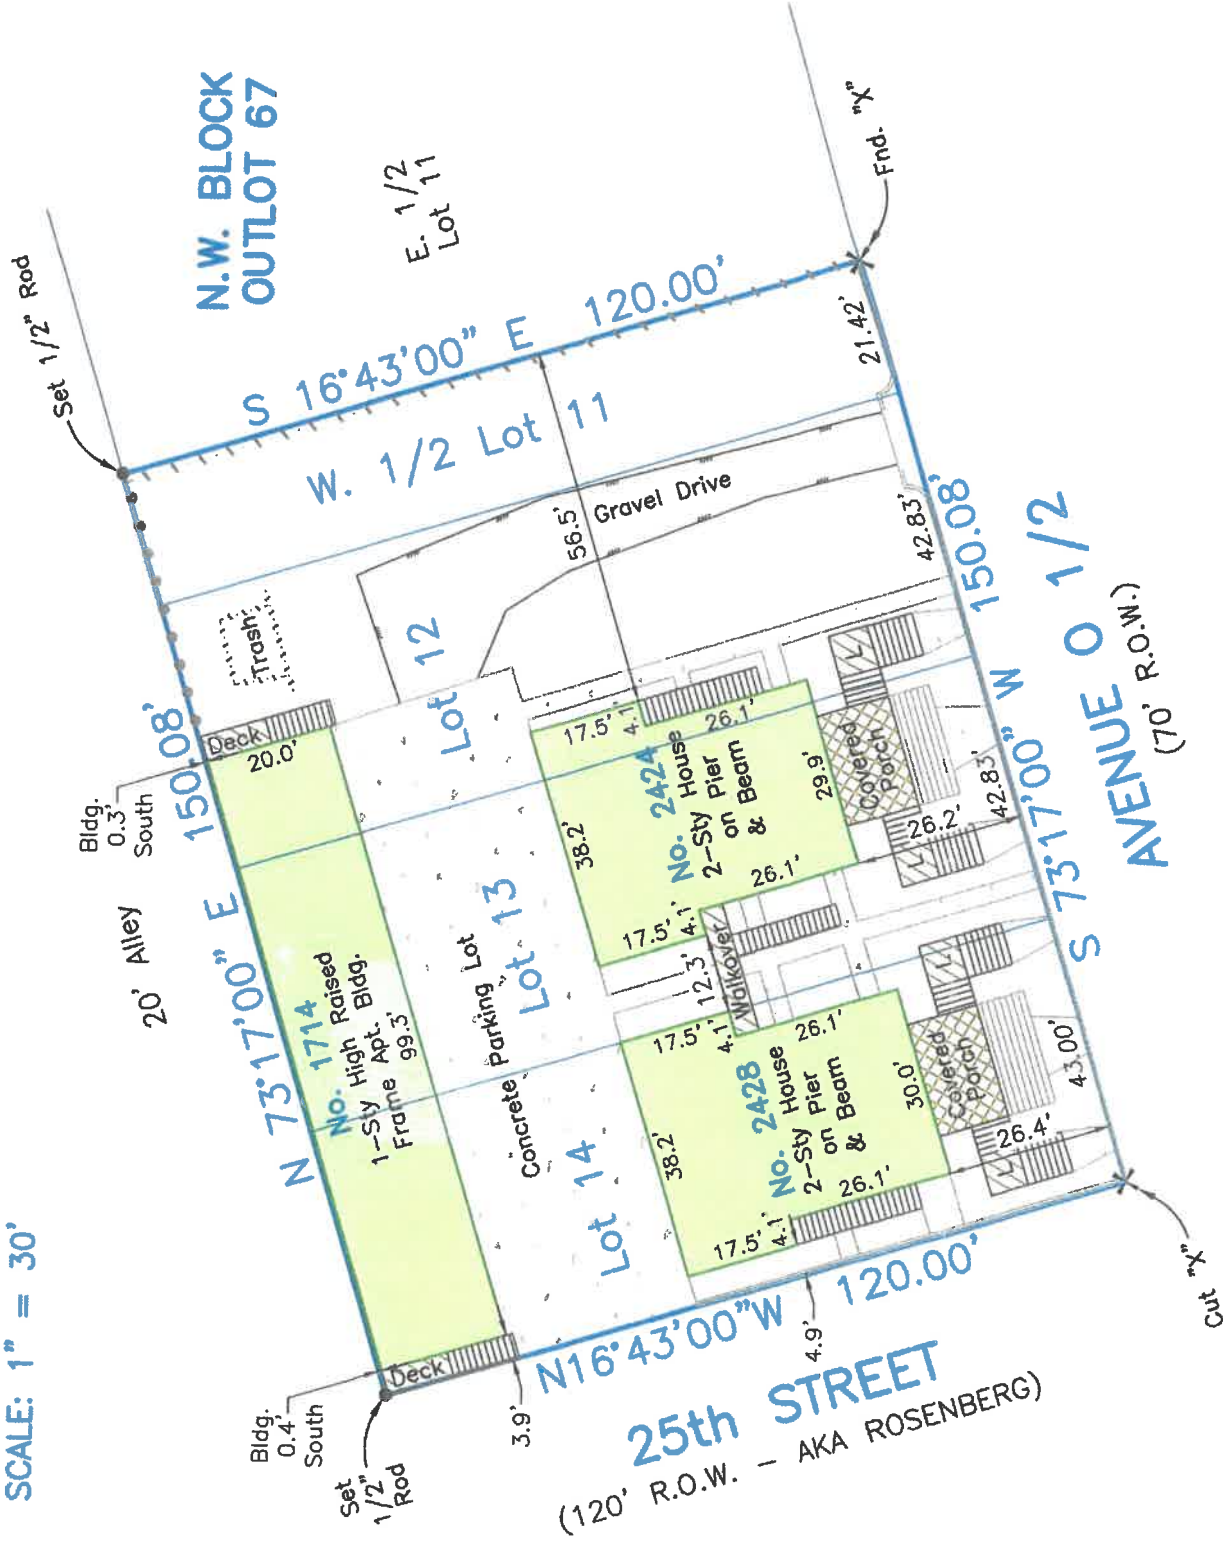 SCALE: 1" = 30'
N.W. BLOCK
OUTLOT 67
E. 1/2
Lot 11
Set 1/2" Rod
Fnd. "X"
S 16°43'00" E 120.00'
W. 1/2 Lot 11
21.42'
Gravel Drive
56.5'
42.83'
Trash
Lot 12
Bldg.
0.3'
South
20' Alley
N 73°17'00" E 150.08'
Deck
20.0'
No. 1714
1-Sty High Raised
Frame Apt. Bldg.
99.3'
Concrete Parking Lot
Lot 13
Lot 14
17.5'
4.1'
26.1'
38.2'
No. 2424
2-Sty House
on Pier
& Beam
29.9'
Covered
Porch
26.2'
42.83'
26.1'
17.5'
4.1'
12.3'
Walkover
17.5'
4.1'
26.1'
38.2'
No. 2428
2-Sty House
on Pier
& Beam
30.0'
Covered
Porch
26.4'
43.00'
17.5'
4.1'
26.1'
S 73°17'00" W 150.08'
AVENUE O 1/2
(70' R.O.W.)
Bldg.
0.4'
South
Deck
Set
1/2"
Rod
3.9'
N16°43'00"W 120.00'
4.9'
25th STREET
(120' R.O.W. - AKA ROSENBERG)
Cut "X"
L
L
L
L